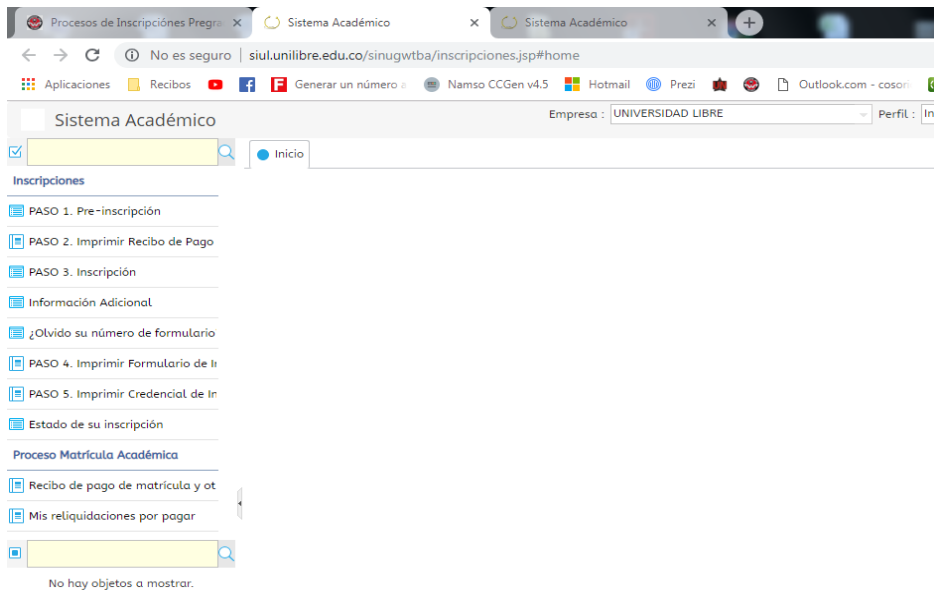 Procesos de Inscripciónes Pregra
Sistema Académico
Sistema Académico
No es seguro | siul.unilibre.edu.co/sinugwtba/inscripciones.jsp#home
Aplicaciones Recibos Generar un número Namso CCGen v4.5 Hotmail Prezi Outlook.com - coson
Sistema Académico
Empresa : UNIVERSIDAD LIBRE Perfil : In
Inicio
Inscripciones
PASO 1. Pre-inscripción
PASO 2. Imprimir Recibo de Pago
PASO 3. Inscripción
Información Adicional
¿Olvido su número de formulario
PASO 4. Imprimir Formulario de In
PASO 5. Imprimir Credencial de In
Estado de su inscripción
Proceso Matrícula Académica
Recibo de pago de matrícula y ot
Mis reliquidaciones por pagar
No hay objetos a mostrar.